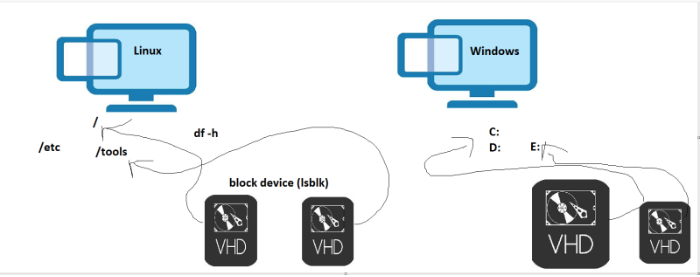 Linux
Windows
/
df -h
/etc
/tools
C:
D:
E:
block device (lsblk)
VHD
VHD
VHD
VHD